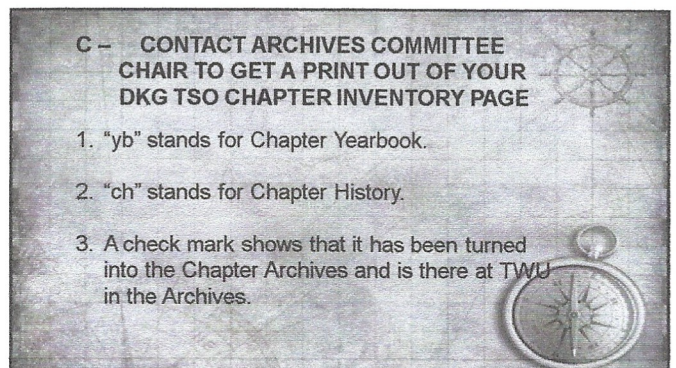 C – CONTACT ARCHIVES COMMITTEE
CHAIR TO GET A PRINT OUT OF YOUR
DKG TSO CHAPTER INVENTORY PAGE
1. “yb” stands for Chapter Yearbook.
2. “ch” stands for Chapter History.
3. A check mark shows that it has been turned
into the Chapter Archives and is there at TWU
in the Archives.